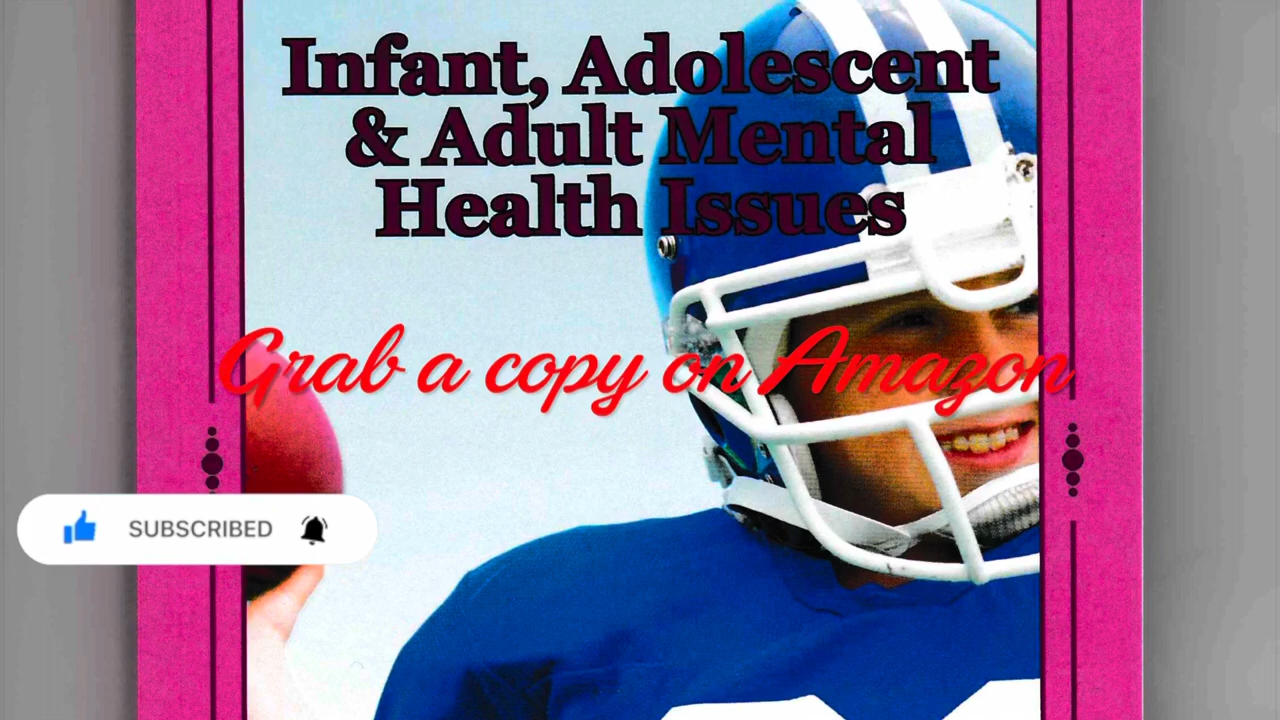 Infant, Adolescent
& Adult Mental
Health Issues
Grab a copy on Amazon
SUBSCRIBED